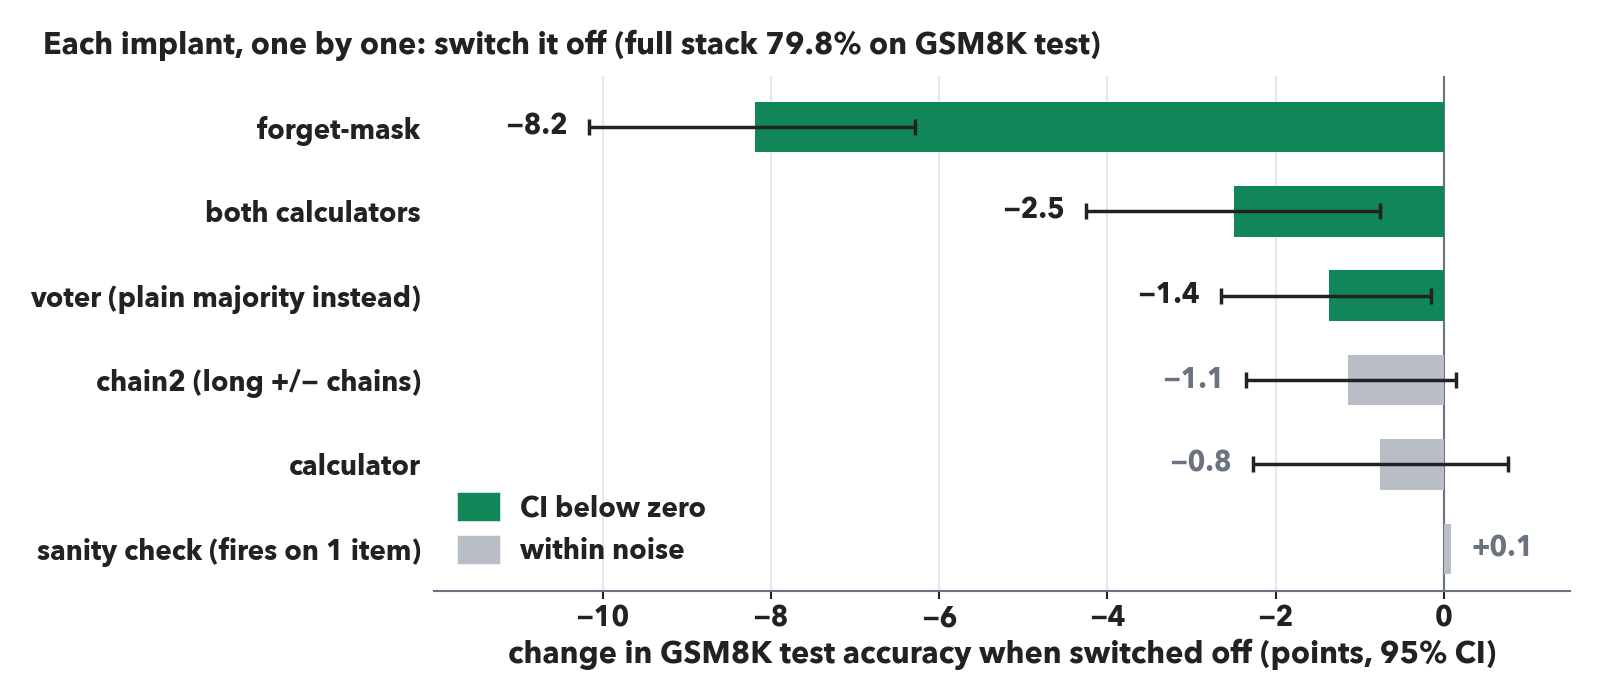 Each implant, one by one: switch it off (full stack 79.8% on GSM8K test)
forget-mask
−8.2
both calculators
−2.5
voter (plain majority instead)
−1.4
chain2 (long +/− chains)
−1.1
calculator
−0.8
sanity check (fires on 1 item)
+0.1
CI below zero
within noise
−10 −8 −6 −4 −2 0
change in GSM8K test accuracy when switched off (points, 95% CI)